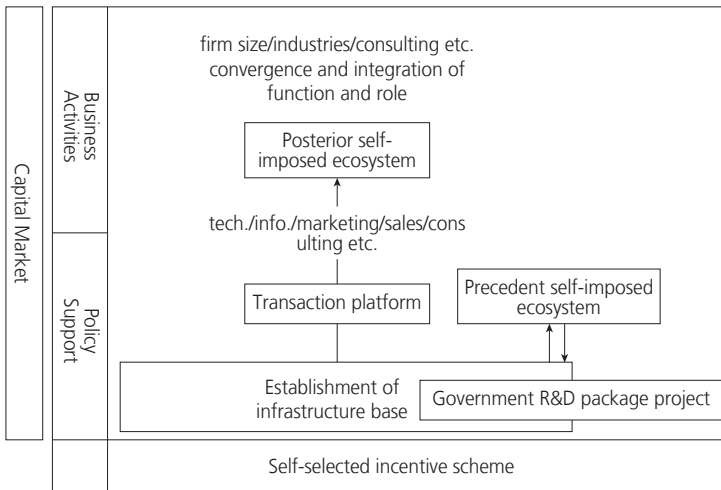 Capital Market
Business
Activities
Policy
Support
firm size/industries/consulting etc.
convergence and integration of
function and role
Posterior self-
imposed ecosystem
tech./info./marketing/sales/cons
ulting etc.
Transaction platform
Precedent self-imposed
ecosystem
Establishment of
infrastructure base
Government R&D package project
Self-selected incentive scheme